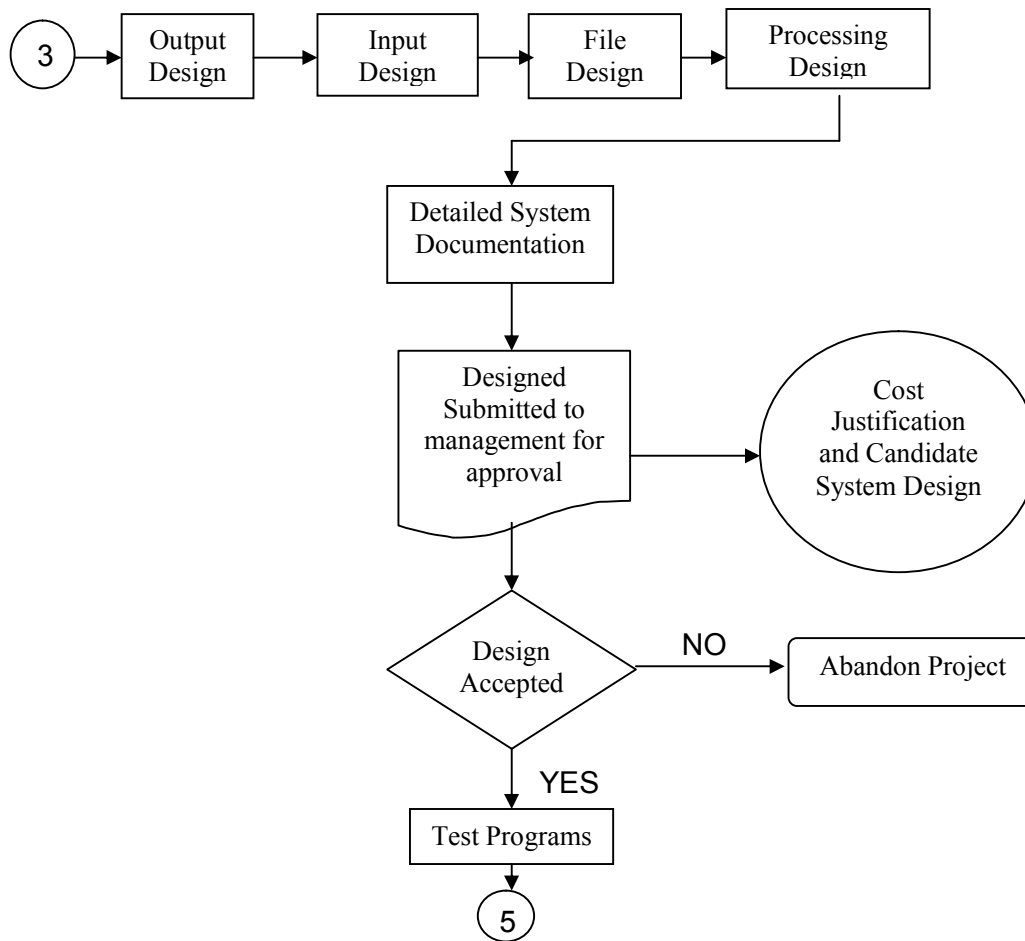 3
Output
Design
Input
Design
File
Design
Processing
Design
Detailed System
Documentation
Designed
Submitted to
management for
approval
Cost
Justification
and Candidate
System Design
Design
Accepted
NO
Abandon Project
YES
Test Programs
5